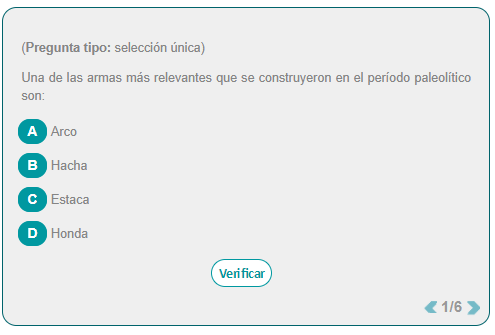 (Pregunta tipo: selección única)
Una de las armas más relevantes que se construyeron en el período paleolítico
son:
A Arco
B Hacha
C Estaca
D Honda
Verificar
1/6